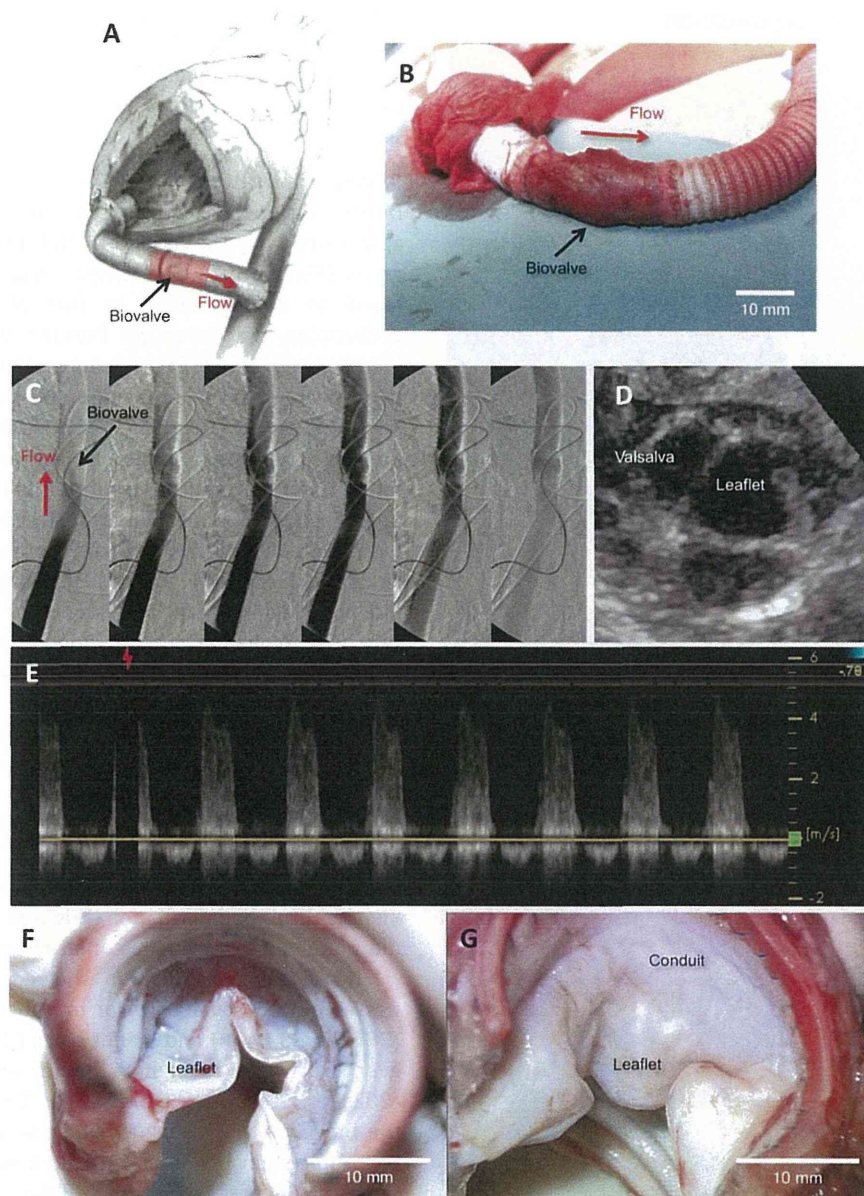 A
Biovalve
Flow
B
Flow
Biovalve
10 mm
C
Biovalve
Flow
D
Valsalva
Leaflet
E
6
-.78
4
2
[m/s]
-2
F
Leaflet
10 mm
G
Conduit
Leaflet
10 mm